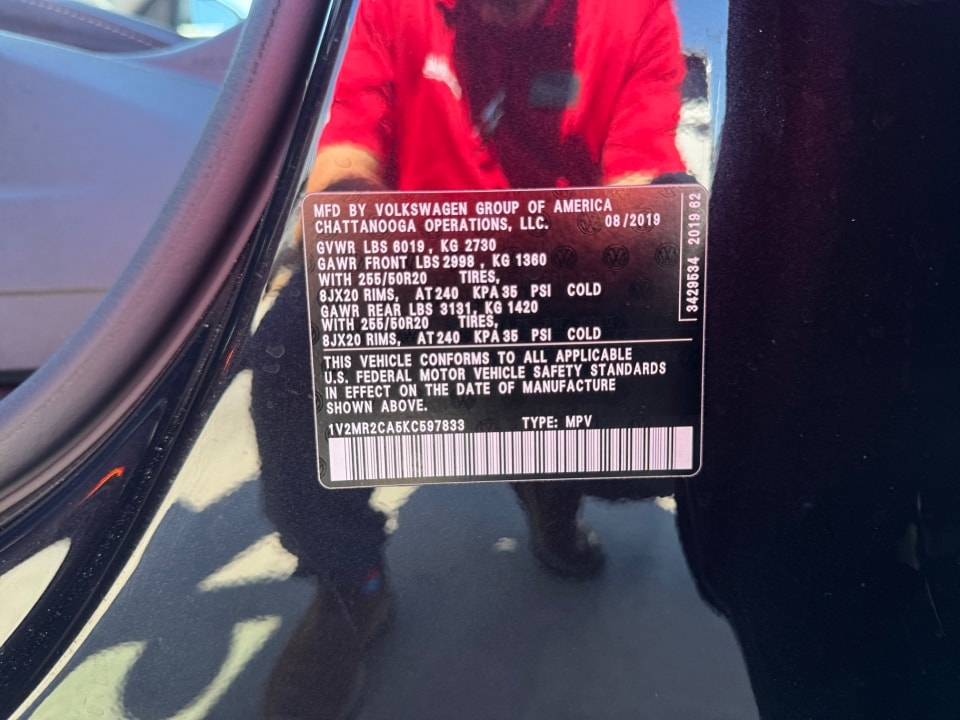 MFD BY VOLKSWAGEN GROUP OF AMERICA
CHATTANOOGA OPERATIONS, LLC. 08/2019
GVWR LBS 6019, KG 2730
GAWR FRONT LBS 2998, KG 1360
WITH 255/50R20 TIRES,
8JX20 RIMS, AT 240 KPA 35 PSI COLD
GAWR REAR LBS 3131, KG 1420
WITH 255/50R20 TIRES,
8JX20 RIMS, AT 240 KPA 35 PSI COLD
THIS VEHICLE CONFORMS TO ALL APPLICABLE
U.S. FEDERAL MOTOR VEHICLE SAFETY STANDARDS
IN EFFECT ON THE DATE OF MANUFACTURE
SHOWN ABOVE.
1V2MR2CA5KC597833 TYPE: MPV
3429534 2019 62